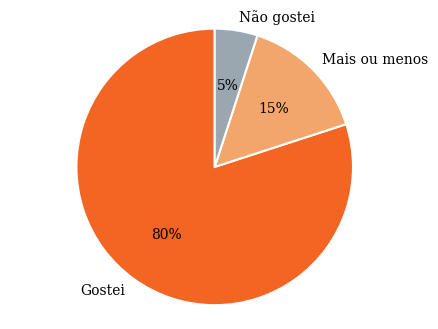 Não gostei
Mais ou menos
5%
15%
80%
Gostei